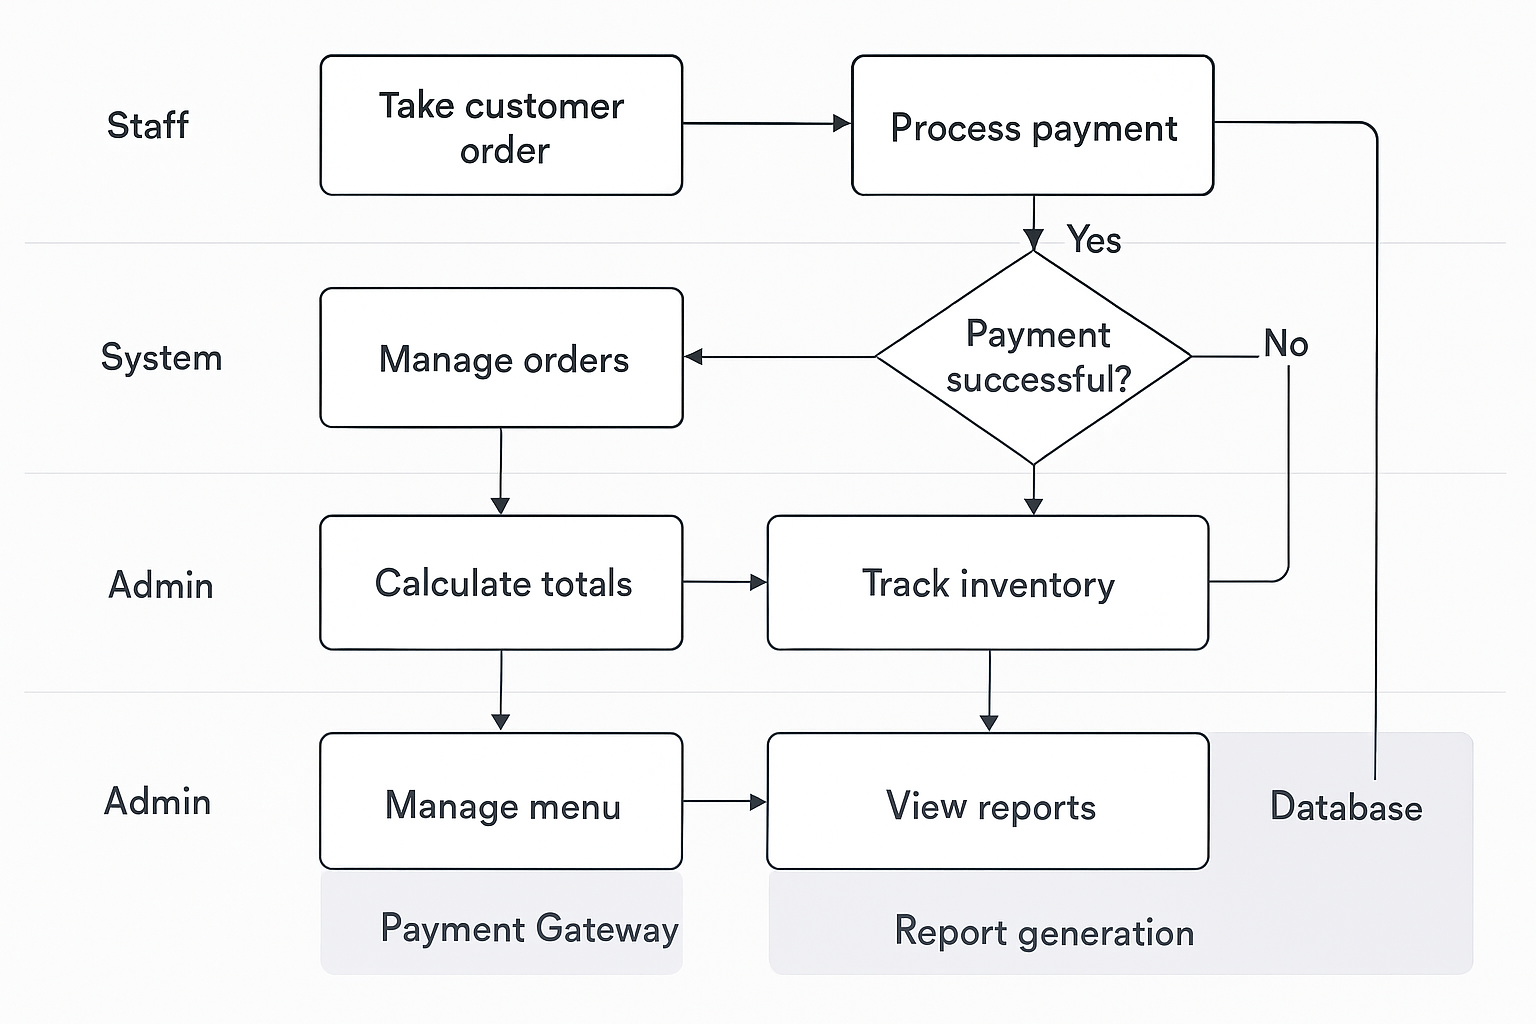 Staff
Take customer
order
Process payment
Yes
System
Manage orders
Payment
successful?
No
Admin
Calculate totals
Track inventory
Admin
Manage menu
View reports
Database
Payment Gateway
Report generation